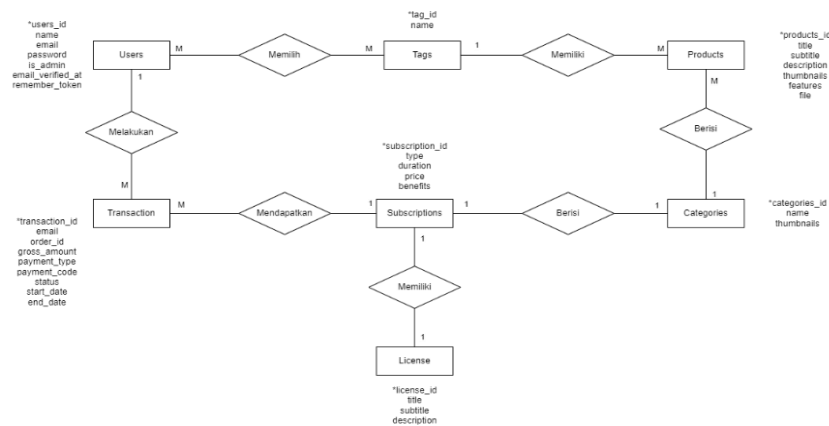 *users_id
name
email
password
is_admin
email_verified_at
remember_token
Users
1
M
Memilih
M
*tag_id
name
Tags
1
Memiliki
M
Products
M
*products_id
title
subtitle
description
thumbnails
features
file
Melakukan
M
Berisi
1
*transaction_id
email
order_id
gross_amount
payment_type
payment_code
status
start_date
end_date
Transaction
M
Mendapatkan
1
*subscription_id
type
duration
price
benefits
Subscriptions
1
1
Berisi
1
Categories
*categories_id
name
thumbnails
Memiliki
1
License
*license_id
title
subtitle
description